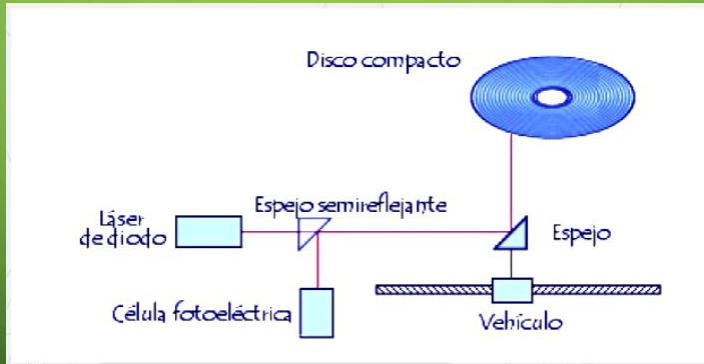 Disco compacto
Espejo semireflejante
Láser
de diodo
Espejo
Célula fotoeléctrica
Vehículo